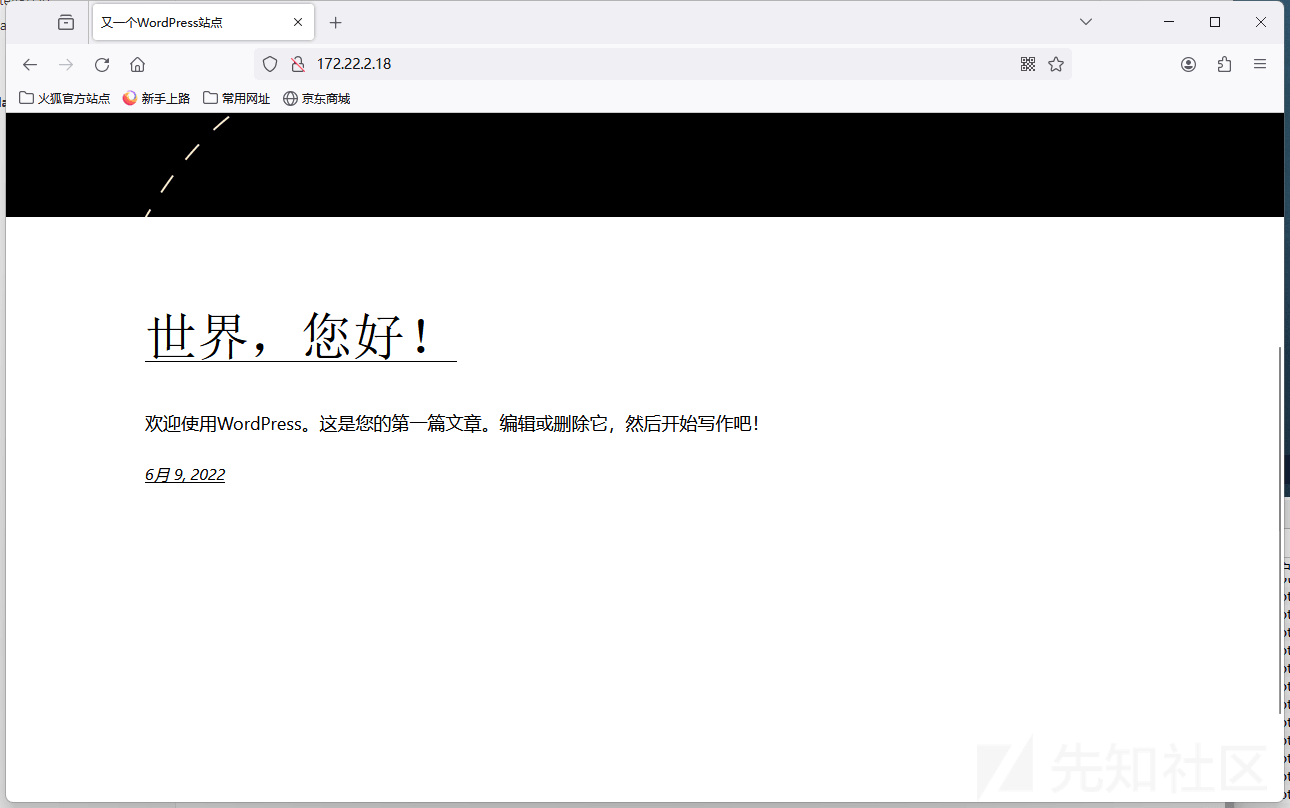 又一个WordPress站点
172.22.2.18
火狐官方站点 新手上路 常用网址 京东商城
世界，您好！
欢迎使用WordPress。这是您的第一篇文章。编辑或删除它，然后开始写作吧！
6月 9, 2022
先知社区